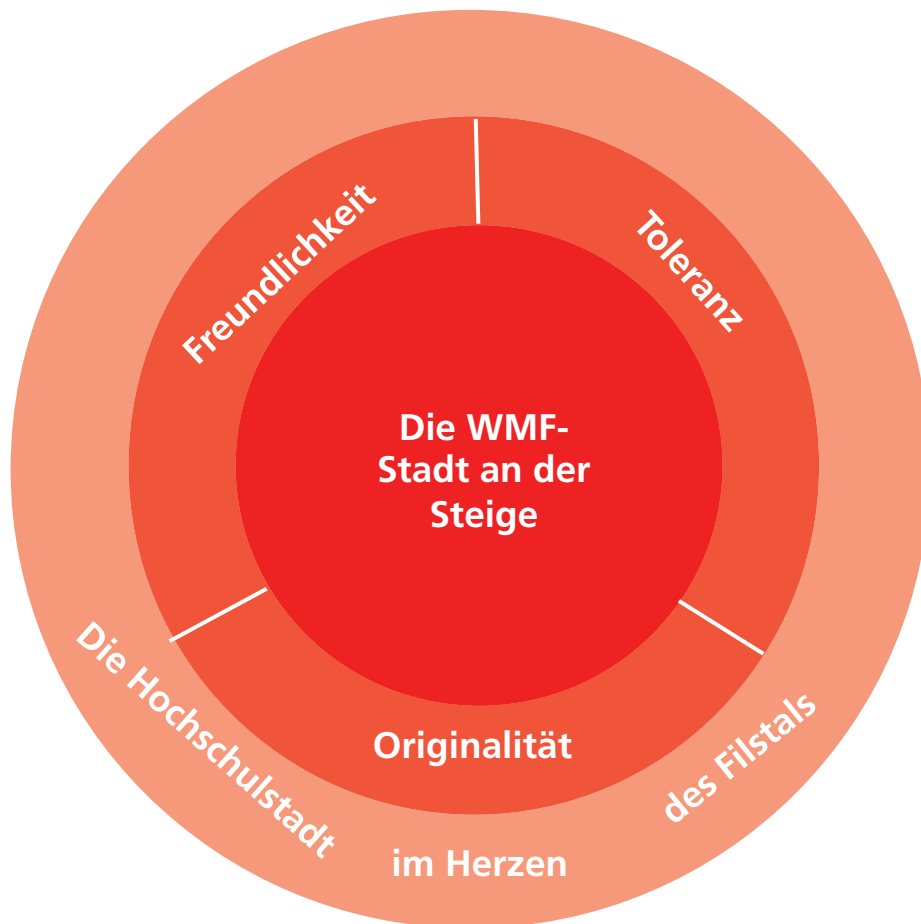 Freundlichkeit
Toleranz
Die WMF-
Stadt an der
Steige
Originalität
Die Hochschulstadt
im Herzen
des Filstals